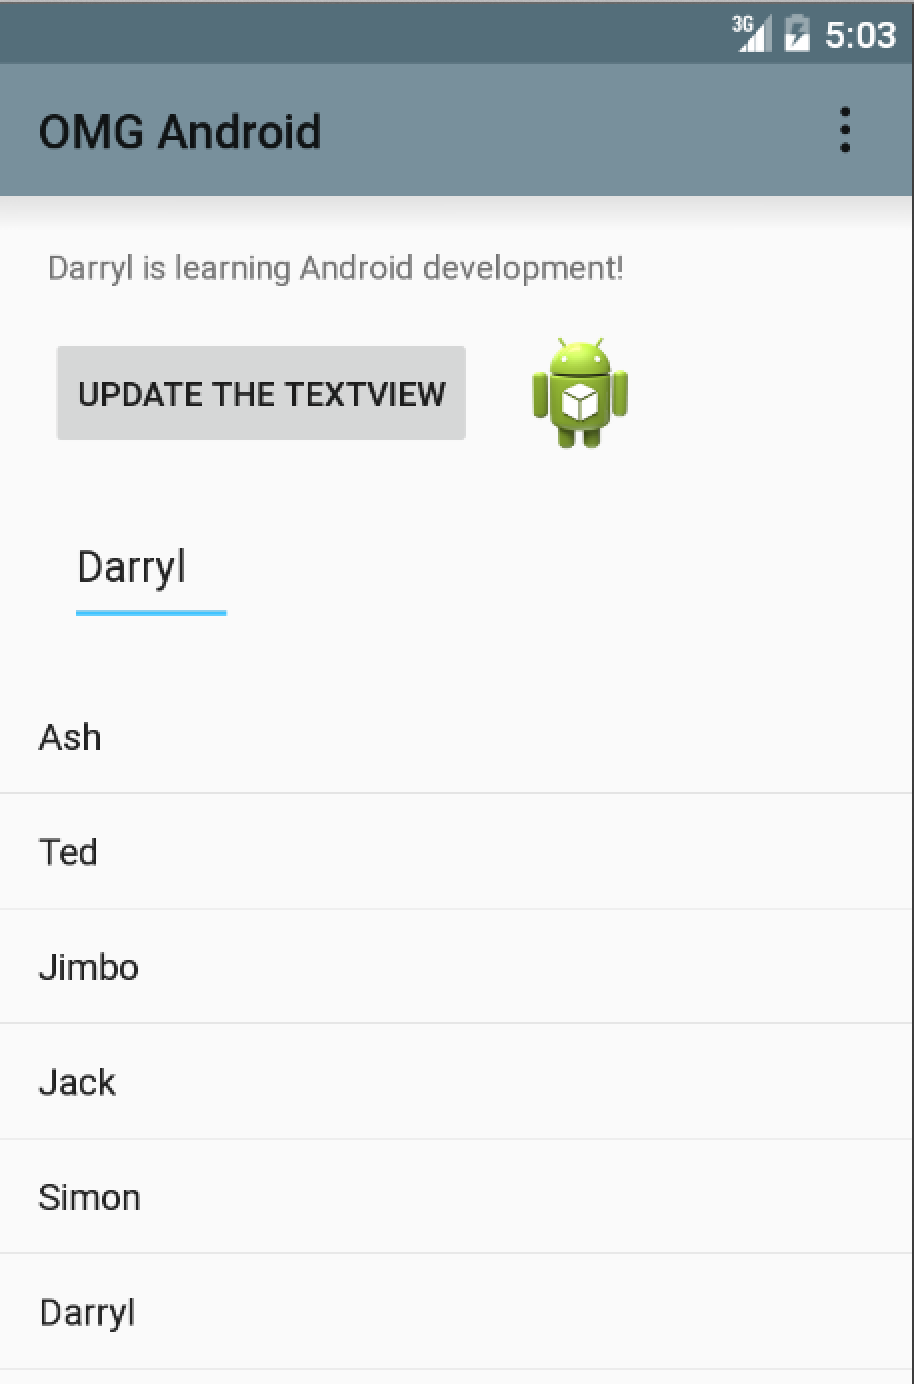 3G 5:03
OMG Android
Darryl is learning Android development!
UPDATE THE TEXTVIEW
Darryl
Ash
Ted
Jimbo
Jack
Simon
Darryl